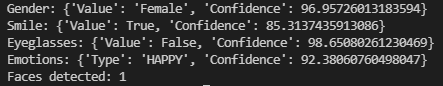 Gender: {'Value': 'Female', 'Confidence': 96.95726013183594}
Smile: {'Value': True, 'Confidence': 85.3137435913086}
Eyeglasses: {'Value': False, 'Confidence': 98.65080261230469}
Emotions: {'Type': 'HAPPY', 'Confidence': 92.38060760498047}
Faces detected: 1